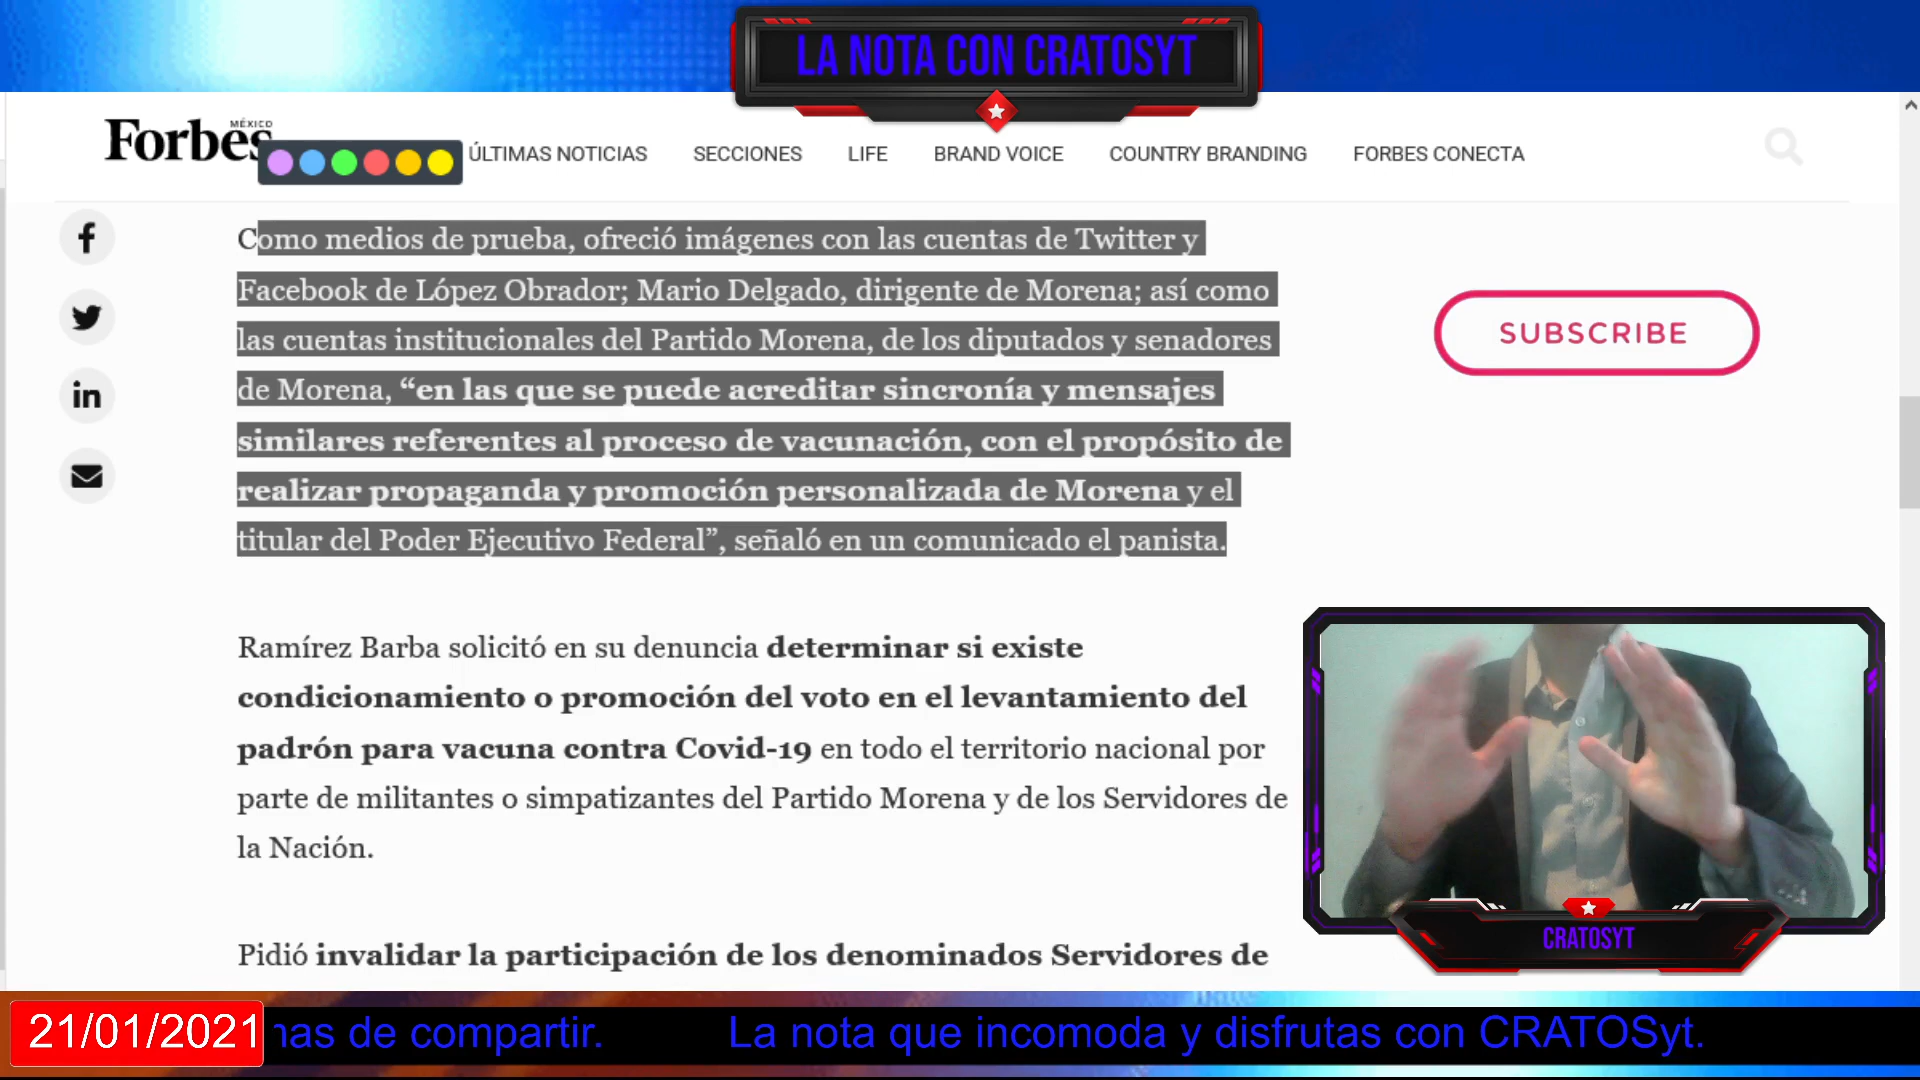 LA NOTA CON CRATOSYT
Forbes
MÉXICO
ÚLTIMAS NOTICIAS SECCIONES LIFE BRAND VOICE COUNTRY BRANDING FORBES CONECTA
Como medios de prueba, ofreció imágenes con las cuentas de Twitter y
Facebook de López Obrador; Mario Delgado, dirigente de Morena; así como
las cuentas institucionales del Partido Morena, de los diputados y senadores
de Morena, “en las que se puede acreditar sincronía y mensajes
similares referentes al proceso de vacunación, con el propósito de
realizar propaganda y promoción personalizada de Morena y el
titular del Poder Ejecutivo Federal”, señaló en un comunicado el panista.
SUBSCRIBE
Ramírez Barba solicitó en su denuncia determinar si existe
condicionamiento o promoción del voto en el levantamiento del
padrón para vacuna contra Covid-19 en todo el territorio nacional por
parte de militantes o simpatizantes del Partido Morena y de los Servidores de
la Nación.
Pidió invalidar la participación de los denominados Servidores de
CRATOSYT
21/01/2021 nas de compartir. La nota que incomoda y disfrutas con CRATOSyt.